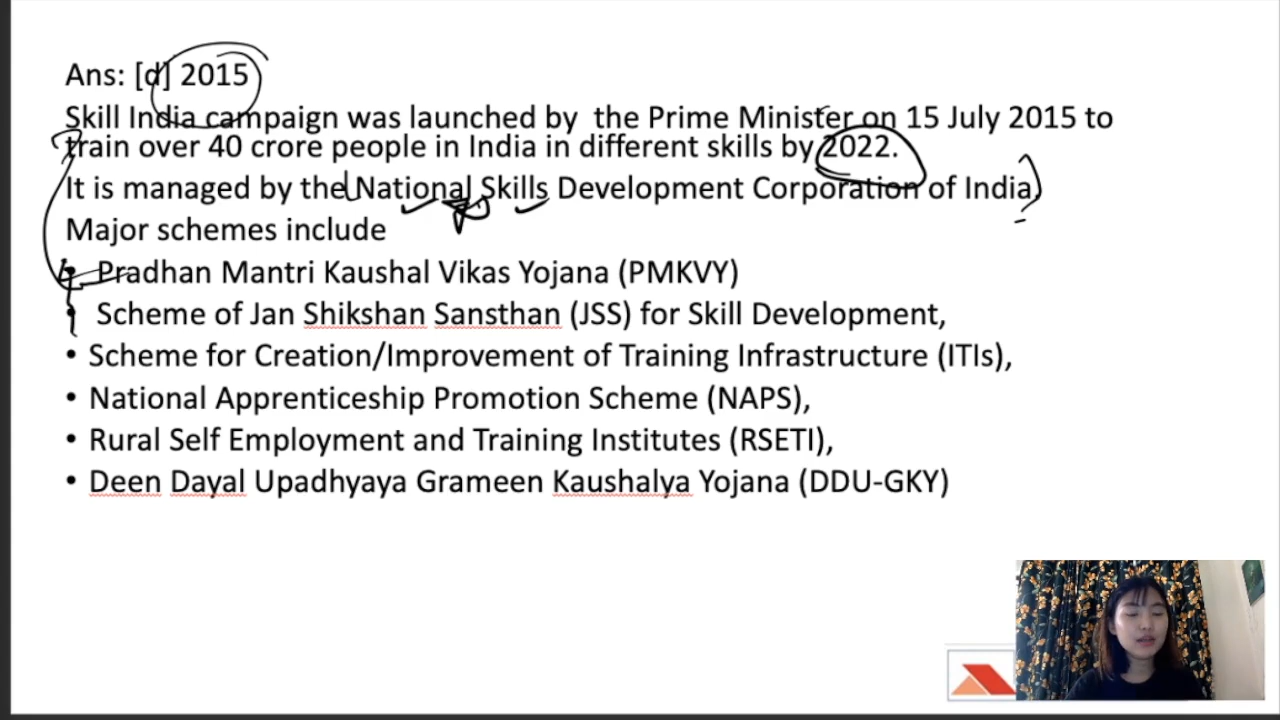 Ans: [d] 2015
Skill India campaign was launched by the Prime Minister on 15 July 2015 to
train over 40 crore people in India in different skills by 2022.
It is managed by the National Skills Development Corporation of India.
Major schemes include
• Pradhan Mantri Kaushal Vikas Yojana (PMKVY)
• Scheme of Jan Shikshan Sansthan (JSS) for Skill Development,
• Scheme for Creation/Improvement of Training Infrastructure (ITIs),
• National Apprenticeship Promotion Scheme (NAPS),
• Rural Self Employment and Training Institutes (RSETI),
• Deen Dayal Upadhyaya Grameen Kaushalya Yojana (DDU-GKY)